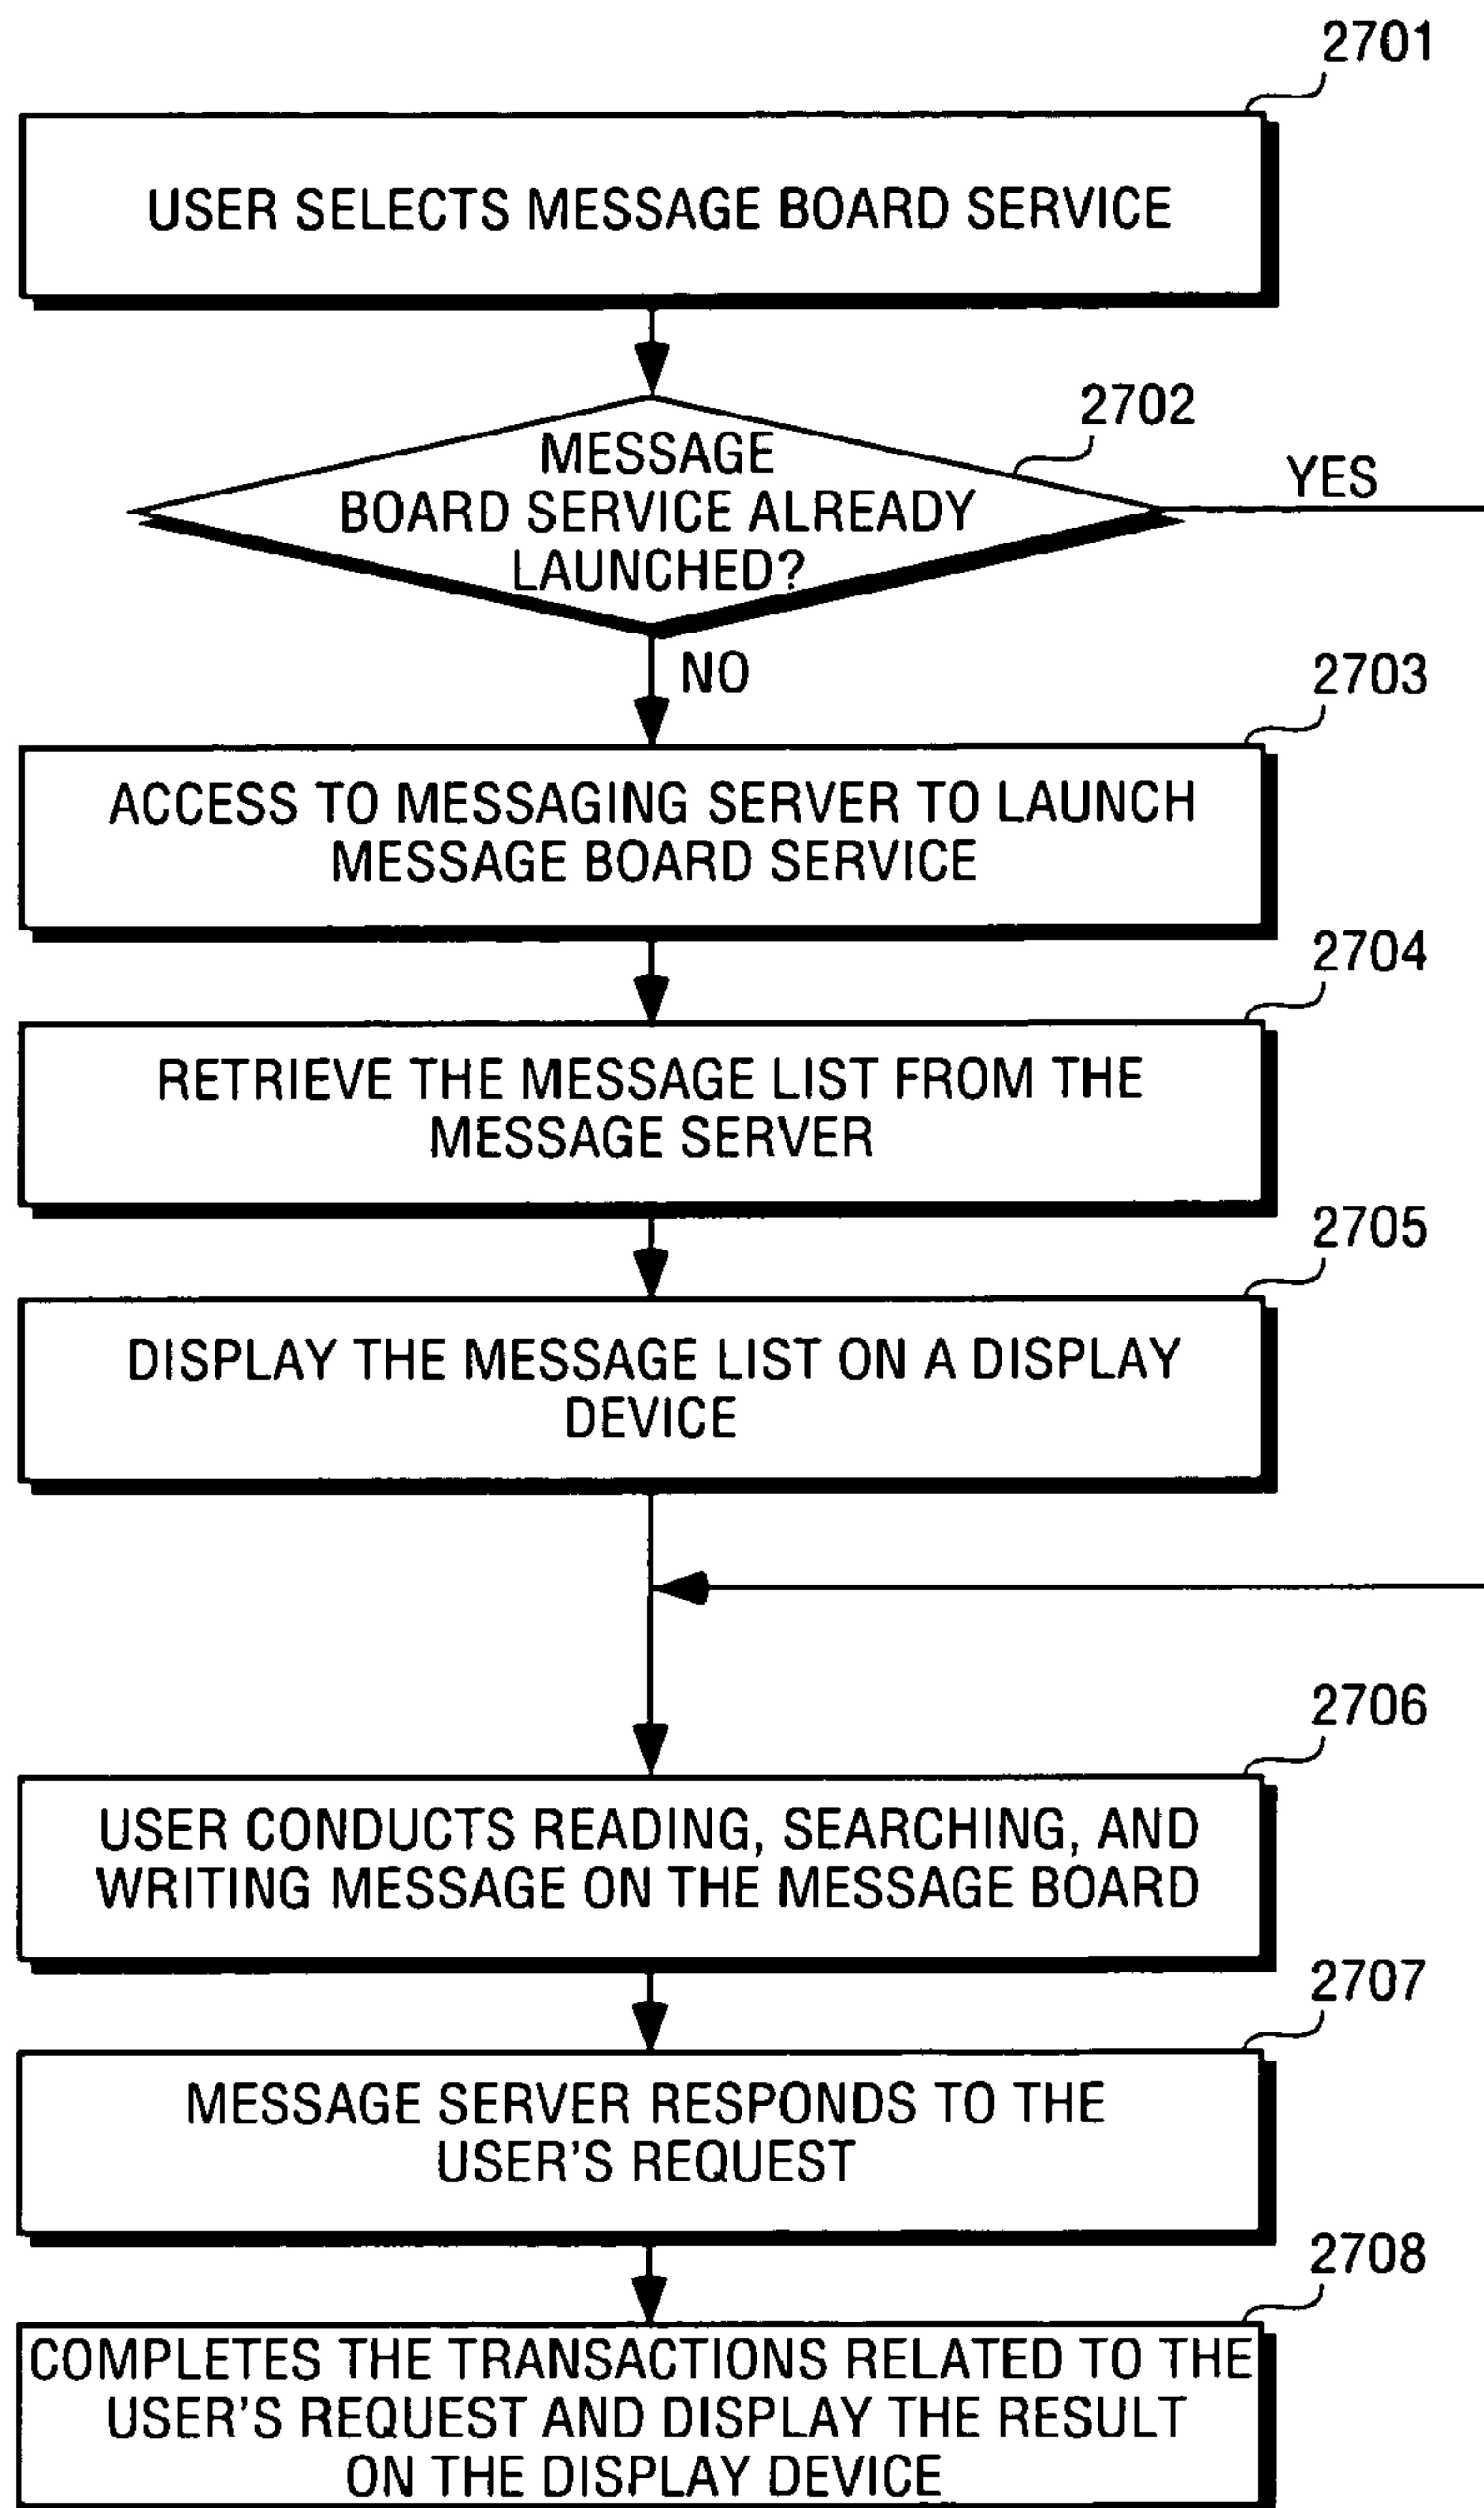 2701
USER SELECTS MESSAGE BOARD SERVICE
2702
MESSAGE
BOARD SERVICE ALREADY
LAUNCHED?
YES
NO
2703
ACCESS TO MESSAGING SERVER TO LAUNCH
MESSAGE BOARD SERVICE
2704
RETRIEVE THE MESSAGE LIST FROM THE
MESSAGE SERVER
2705
DISPLAY THE MESSAGE LIST ON A DISPLAY
DEVICE
2706
USER CONDUCTS READING, SEARCHING, AND
WRITING MESSAGE ON THE MESSAGE BOARD
2707
MESSAGE SERVER RESPONDS TO THE
USER'S REQUEST
2708
COMPLETES THE TRANSACTIONS RELATED TO THE
USER'S REQUEST AND DISPLAY THE RESULT
ON THE DISPLAY DEVICE